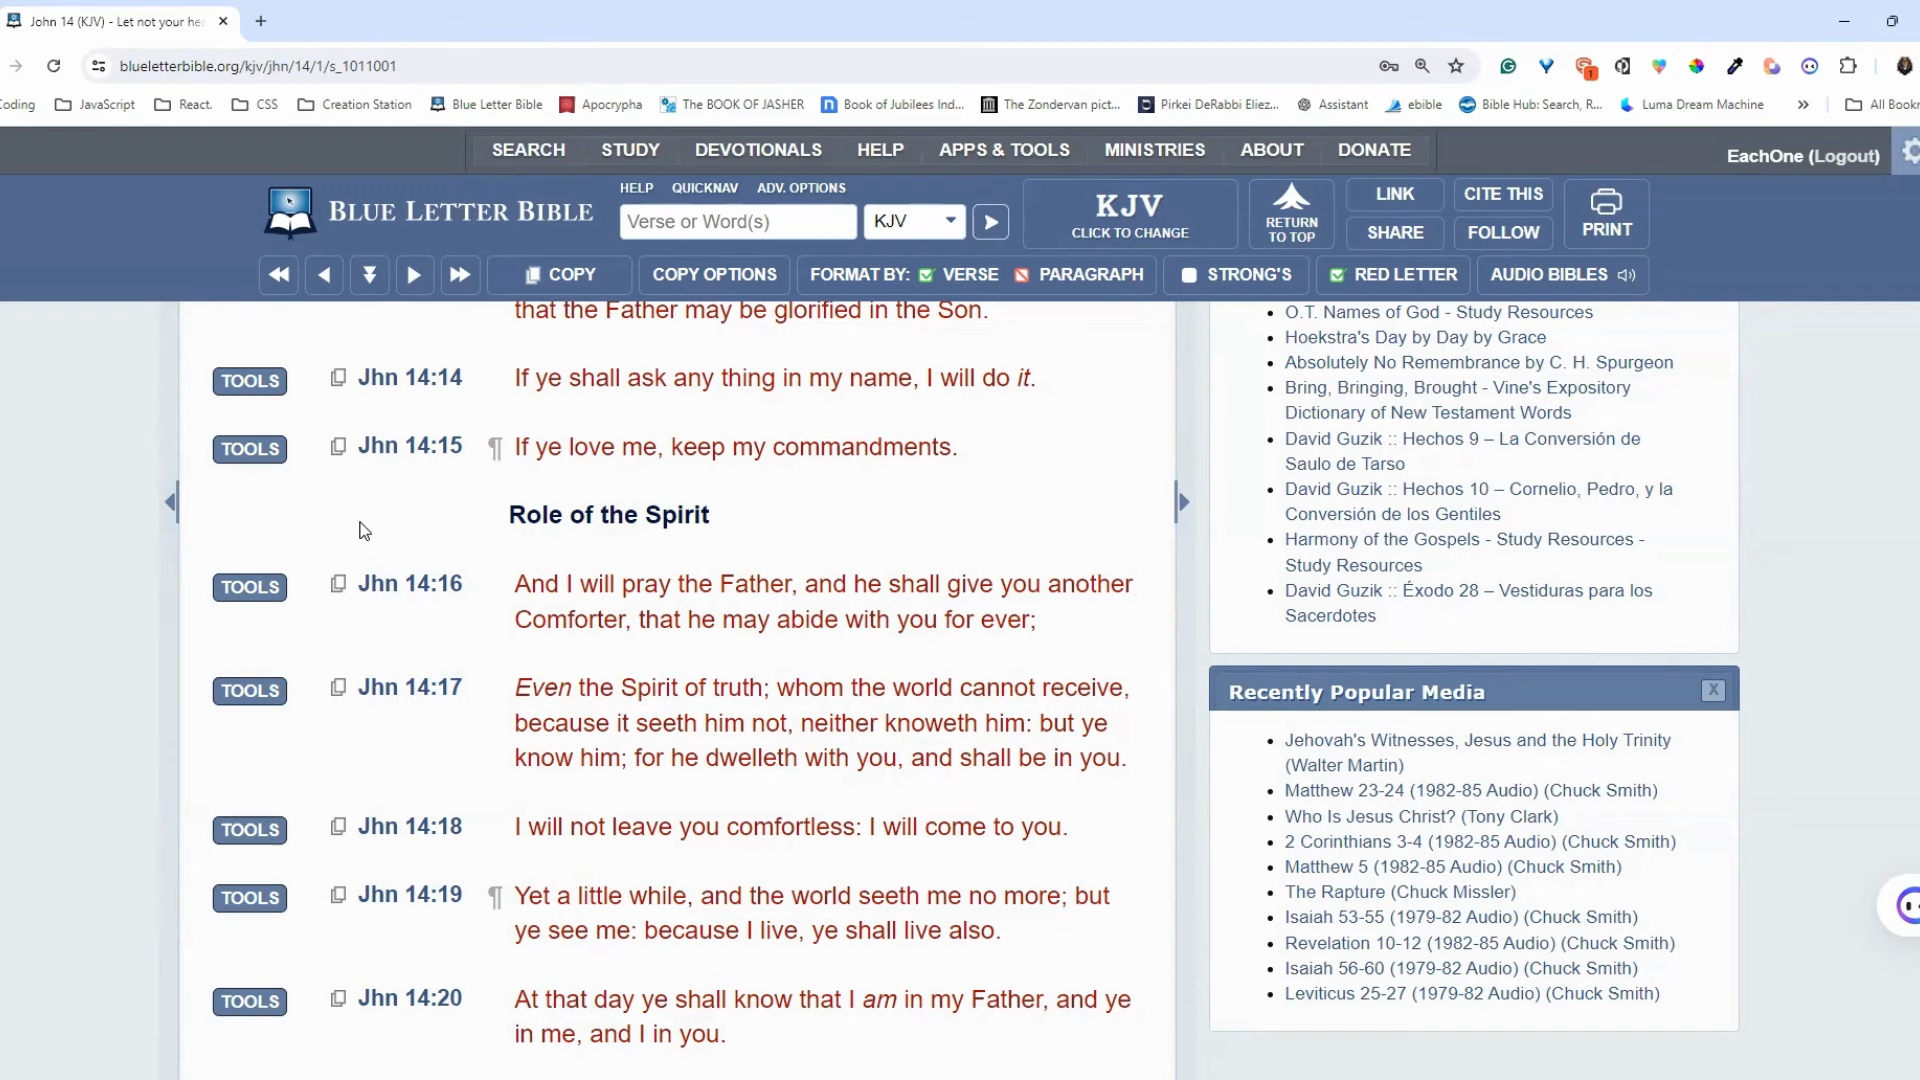 John 14 (KJV) - Let not your hea
blueletterbible.org/kjv/jhn/14/1/s_1011001
1
Coding
JavaScript
React.
CSS
Creation Station
Blue Letter Bible
Apocrypha
The BOOK OF JASHER
Book of Jubilees Ind...
The Zondervan pict...
Pirkei DeRabbi Eliez...
Assistant
ebible
Bible Hub: Search, R...
Luma Dream Machine
»
All Bookm
SEARCH STUDY DEVOTIONALS HELP APPS & TOOLS MINISTRIES ABOUT DONATE
EachOne (Logout)
BLUE LETTER BIBLE
HELP QUICKNAV ADV. OPTIONS
Verse or Word(s)
KJV
KJV
CLICK TO CHANGE
RETURN
TO TOP
LINK
CITE THIS
SHARE
FOLLOW
PRINT
COPY
COPY OPTIONS
FORMAT BY: VERSE PARAGRAPH
STRONG'S
RED LETTER
AUDIO BIBLES
that the Father may be glorified in the Son.
TOOLS Jhn 14:14 If ye shall ask any thing in my name, I will do it.
TOOLS Jhn 14:15 ¶ If ye love me, keep my commandments.
Role of the Spirit
TOOLS Jhn 14:16 And I will pray the Father, and he shall give you another
Comforter, that he may abide with you for ever;
TOOLS Jhn 14:17 Even the Spirit of truth; whom the world cannot receive,
because it seeth him not, neither knoweth him: but ye
know him; for he dwelleth with you, and shall be in you.
TOOLS Jhn 14:18 I will not leave you comfortless: I will come to you.
TOOLS Jhn 14:19 ¶ Yet a little while, and the world seeth me no more; but
ye see me: because I live, ye shall live also.
TOOLS Jhn 14:20 At that day ye shall know that I am in my Father, and ye
in me, and I in you.
O.T. Names of God - Study Resources
Hoekstra's Day by Day by Grace
Absolutely No Remembrance by C. H. Spurgeon
Bring, Bringing, Brought - Vine's Expository
Dictionary of New Testament Words
David Guzik :: Hechos 9 – La Conversión de
Saulo de Tarso
David Guzik :: Hechos 10 – Cornelio, Pedro, y la
Conversión de los Gentiles
Harmony of the Gospels - Study Resources -
Study Resources
David Guzik :: Éxodo 28 – Vestiduras para los
Sacerdotes
Recently Popular Media X
Jehovah's Witnesses, Jesus and the Holy Trinity
(Walter Martin)
Matthew 23-24 (1982-85 Audio) (Chuck Smith)
Who Is Jesus Christ? (Tony Clark)
2 Corinthians 3-4 (1982-85 Audio) (Chuck Smith)
Matthew 5 (1982-85 Audio) (Chuck Smith)
The Rapture (Chuck Missler)
Isaiah 53-55 (1979-82 Audio) (Chuck Smith)
Revelation 10-12 (1982-85 Audio) (Chuck Smith)
Isaiah 56-60 (1979-82 Audio) (Chuck Smith)
Leviticus 25-27 (1979-82 Audio) (Chuck Smith)